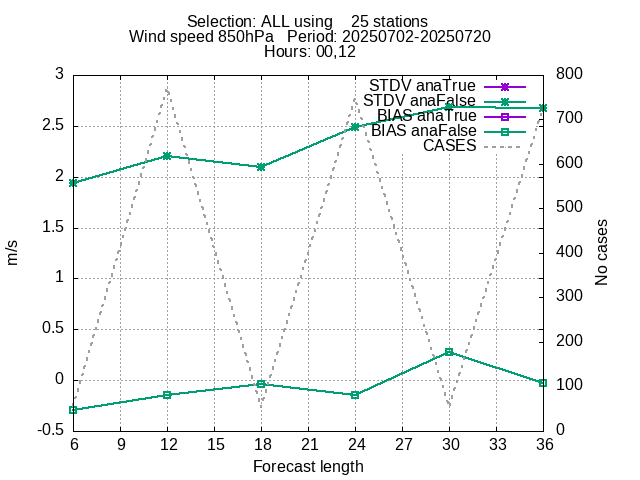 Selection: ALL using    25 stations
Wind speed 850hPa   Period: 20250702-20250720
Hours: 00,12
3
2.5
2
1.5
1
0.5
0
-0.5
m/s
STDV anaTrue
STDV anaFalse
BIAS anaTrue
BIAS anaFalse
CASES
800
700
600
500
400
300
200
100
0
No cases
6 9 12 15 18 21 24 27 30 33 36
Forecast length